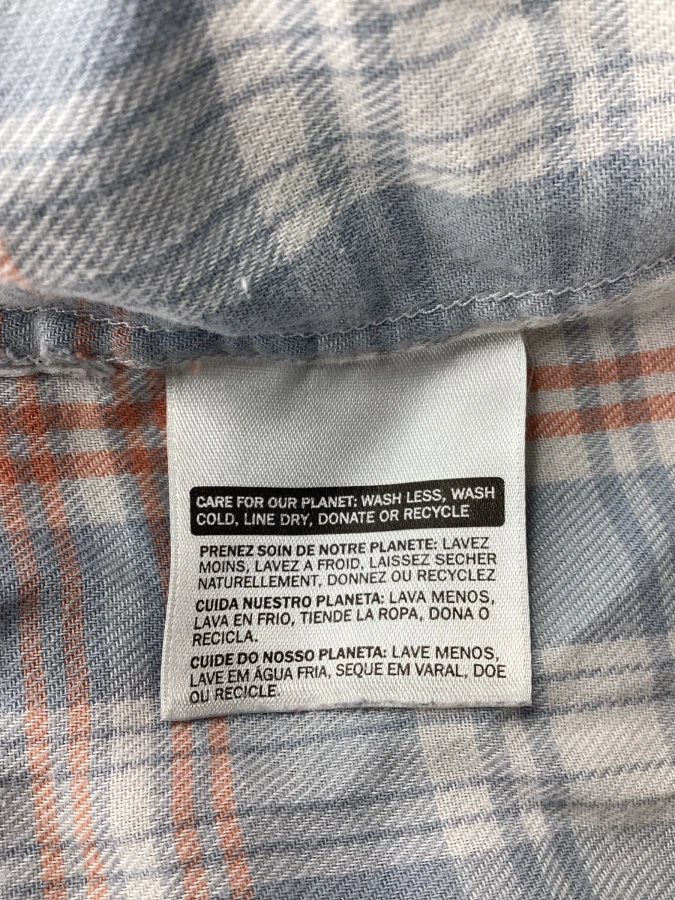 CARE FOR OUR PLANET: WASH LESS, WASH
COLD, LINE DRY, DONATE OR RECYCLE
PRENEZ SOIN DE NOTRE PLANETE: LAVEZ
MOINS, LAVEZ A FROID, LAISSEZ SECHER
NATURELLEMENT, DONNEZ OU RECYCLEZ
CUIDA NUESTRO PLANETA: LAVA MENOS,
LAVA EN FRIO, TIENDE LA ROPA, DONA O
RECICLA.
CUIDE DO NOSSO PLANETA: LAVE MENOS,
LAVE EM ÁGUA FRIA, SEQUE EM VARAL, DOE
OU RECICLE.